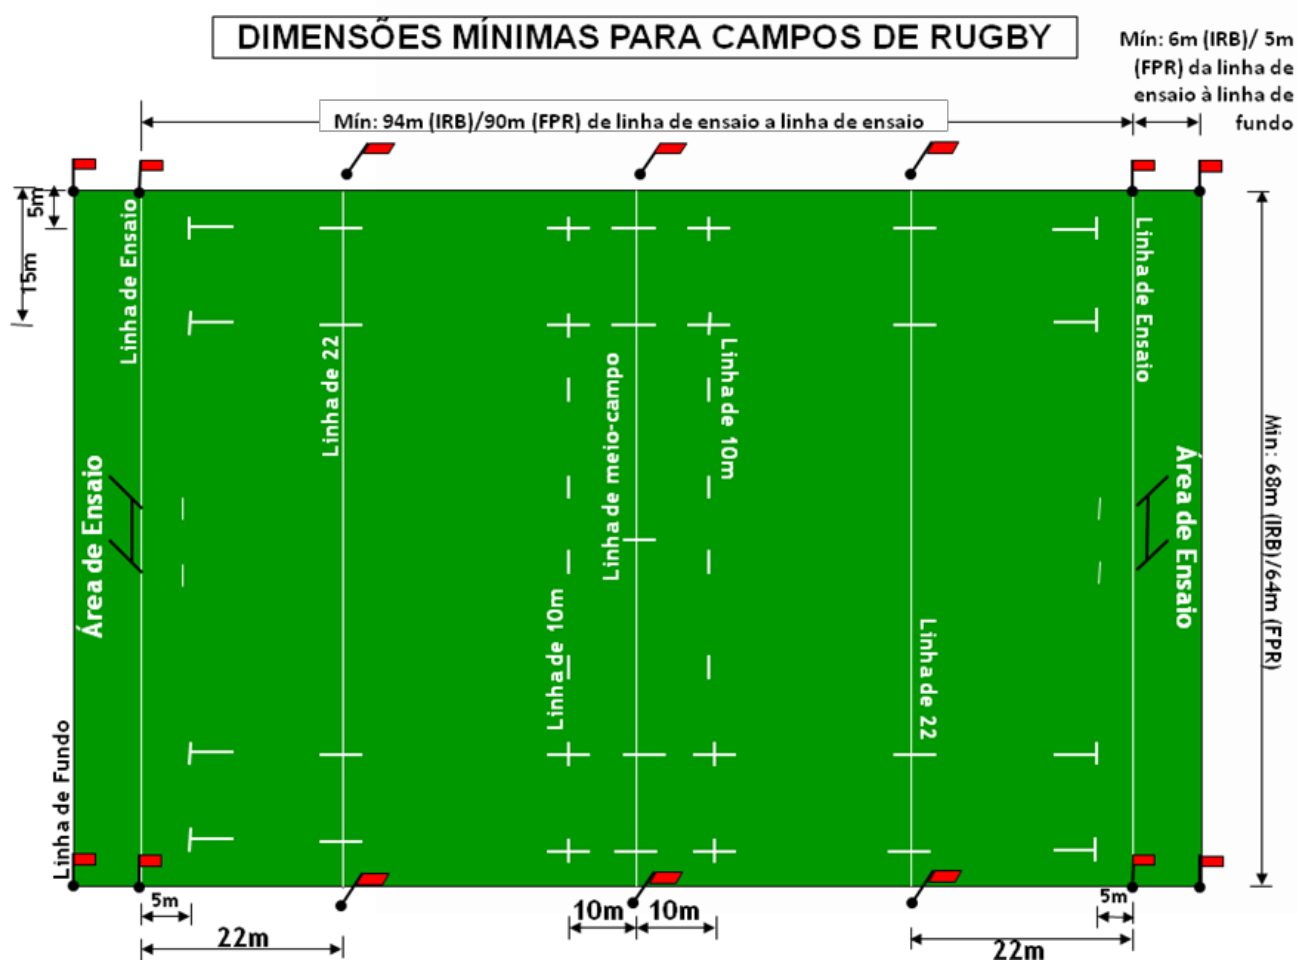 DIMENSÕES MÍNIMAS PARA CAMPOS DE RUGBY
Mín: 6m (IRB)/ 5m
(FPR) da linha de
ensaio à linha de
fundo
Mín: 94m (IRB)/90m (FPR) de linha de ensaio a linha de ensaio
5m
15m
Linha de Ensaio
Linha de 22
Linha de meio-campo
Linha de 10m
Linha de Ensaio
Área de Ensaio
Área de Ensaio
Min: 68m (IRB)/64m (FPR)
Linha de 10m
Linha de 22
Linha de Fundo
5m
22m
10m
10m
5m
22m